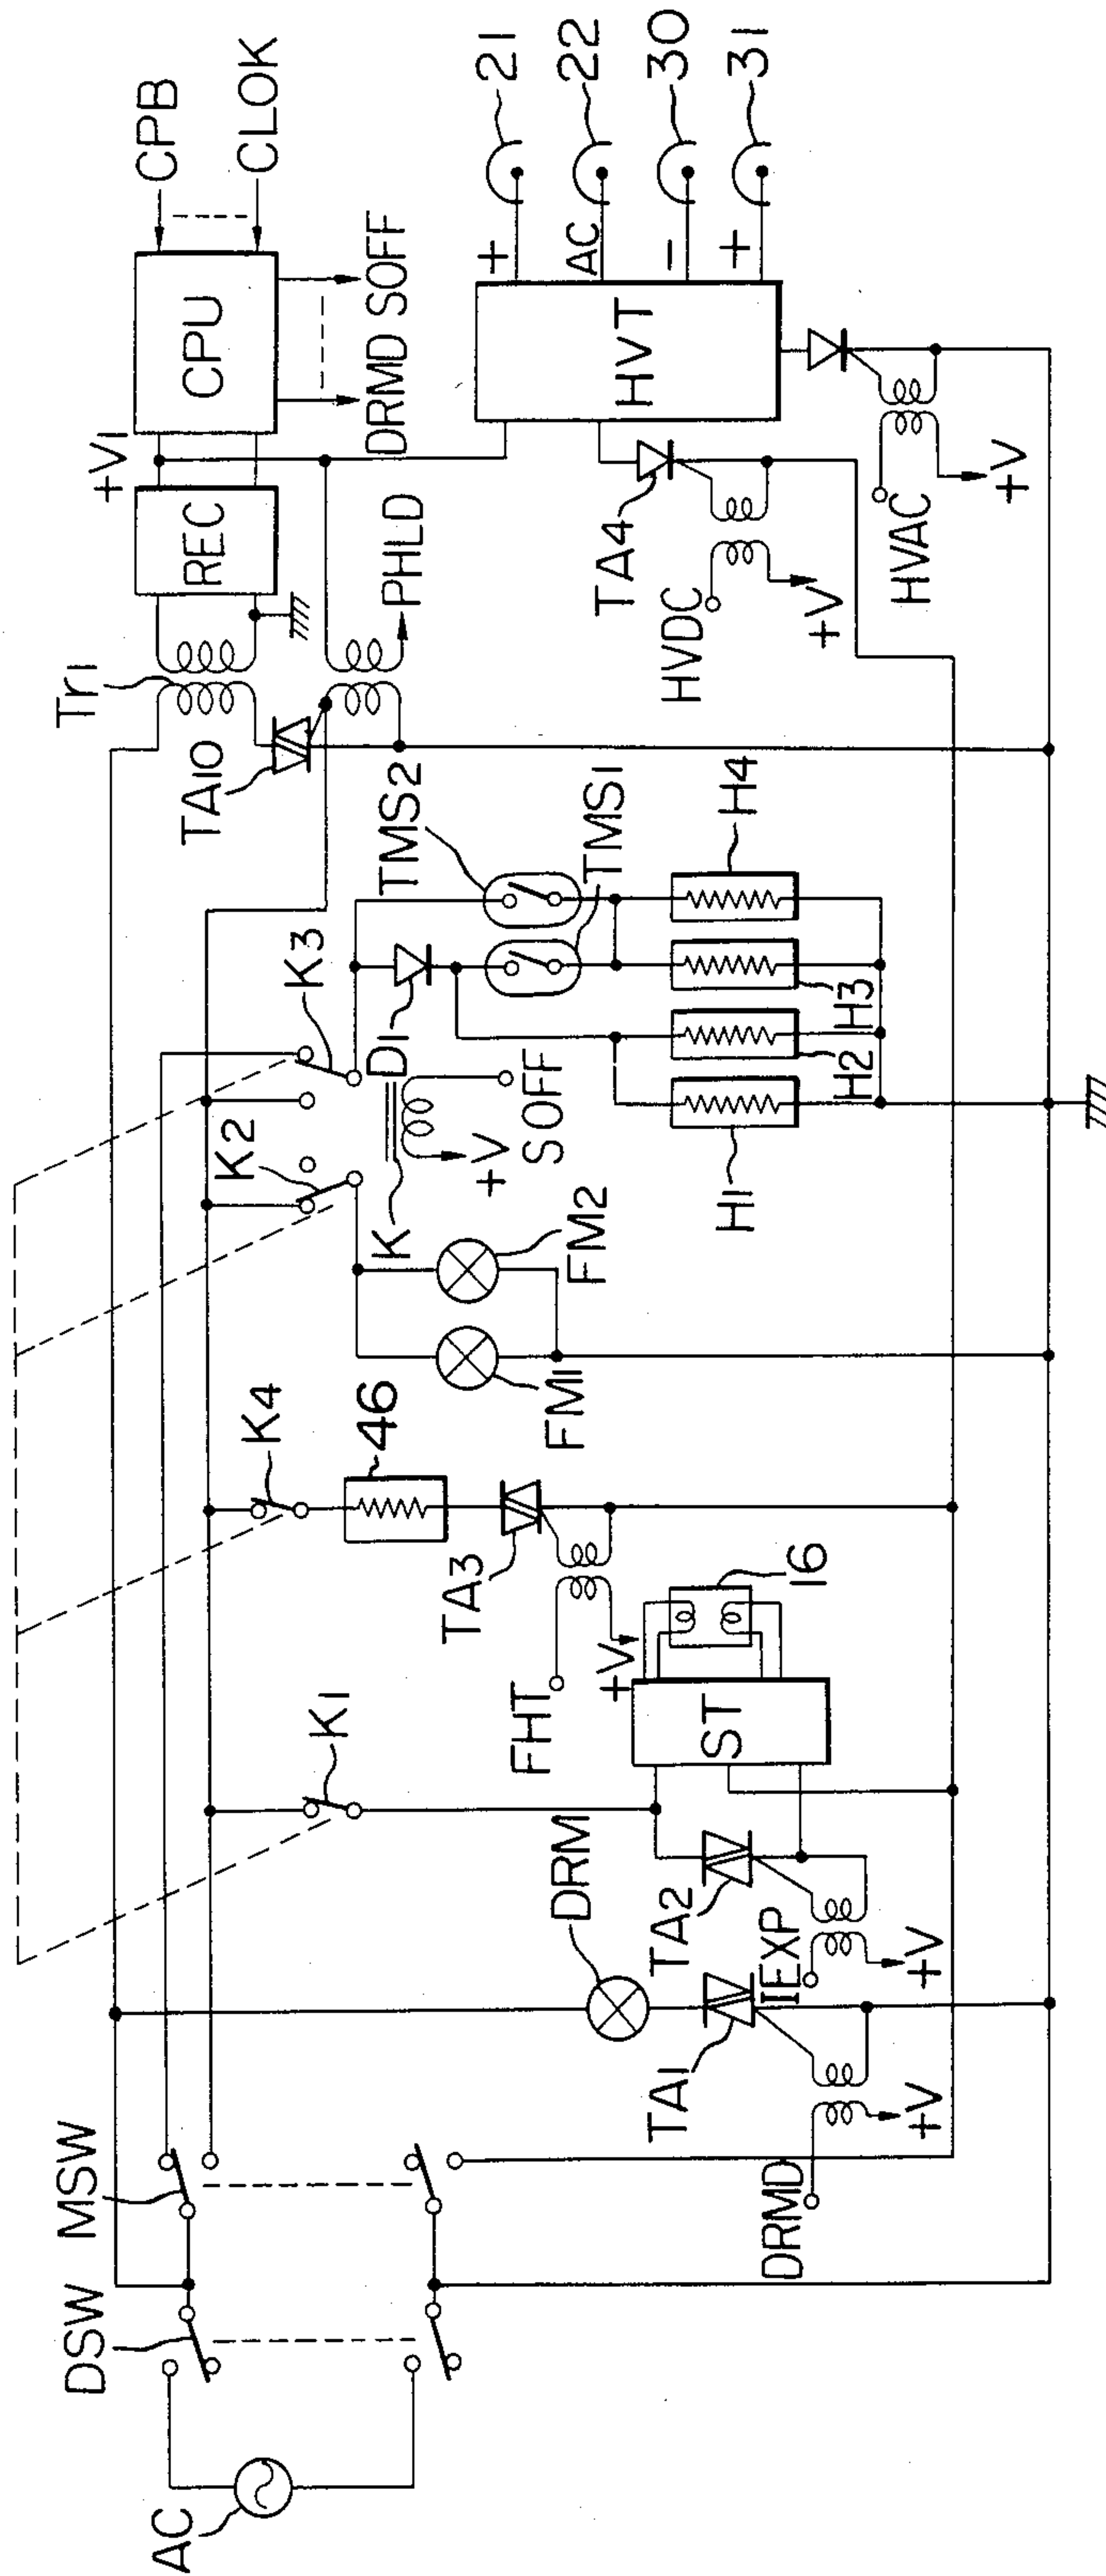 AC
DSW
MSW
DRMD
+V
TA1
DRM
TA2
IEXP
+V
K1
ST
16
FHT
+V
TA3
46
K4
FM11
FM2
K
K2
K3
+V
SOFF
D1
TMS2
TMS1
H1
H2
H3
H4
TA10
Tr1
REC
+V1
CPU
CPB
CLOK
DRMD SOFF
PHLD
HVDC
+V
TA4
HVT
HVAC
+V
+
AC
-
+
21
22
30
31